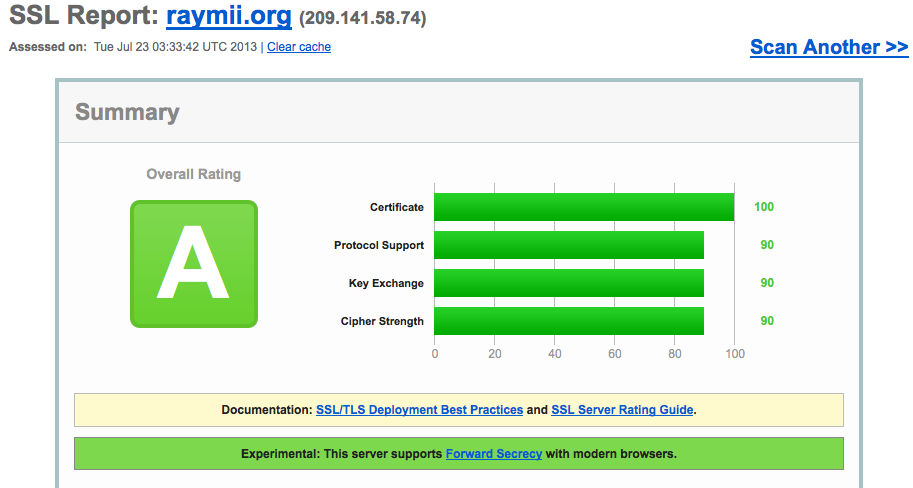 SSL Report: raymii.org (209.141.58.74)
Assessed on: Tue Jul 23 03:33:42 UTC 2013 | Clear cache
Scan Another >>
Summary
Overall Rating
A
Certificate 100
Protocol Support 90
Key Exchange 90
Cipher Strength 90
0 20 40 60 80 100
Documentation: SSL/TLS Deployment Best Practices and SSL Server Rating Guide.
Experimental: This server supports Forward Secrecy with modern browsers.